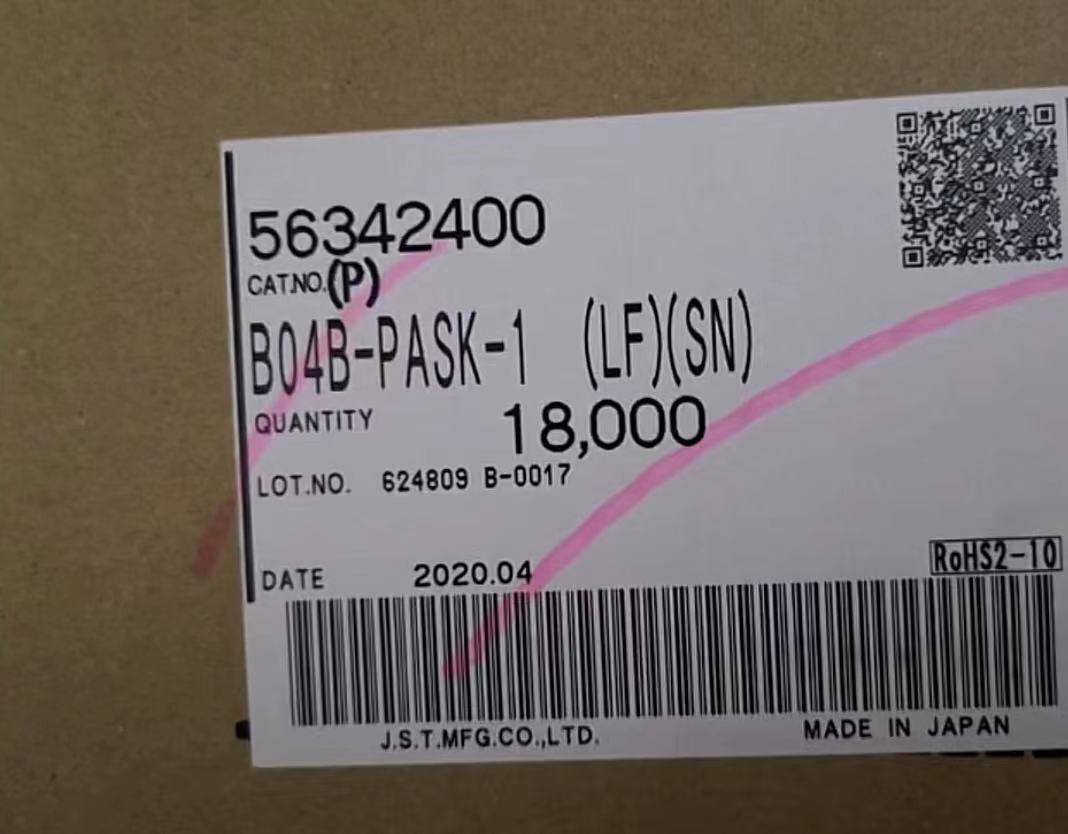 56342400
CAT.NO.(P)
B04B-PASK-1 (LF)(SN)
QUANTITY 18,000
LOT.NO. 624809 B-0017
DATE 2020.04
RoHS2-10
J.S.T.MFG.CO.,LTD. MADE IN JAPAN